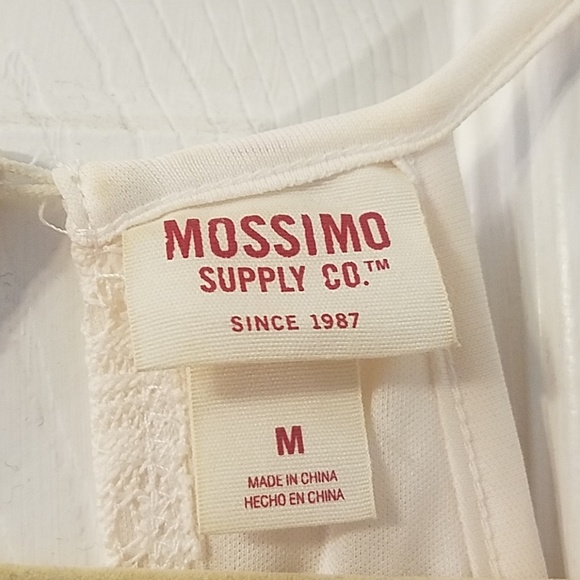 MOSSIMO
SUPPLY CO.™
SINCE 1987
M
MADE IN CHINA
HECHO EN CHINA